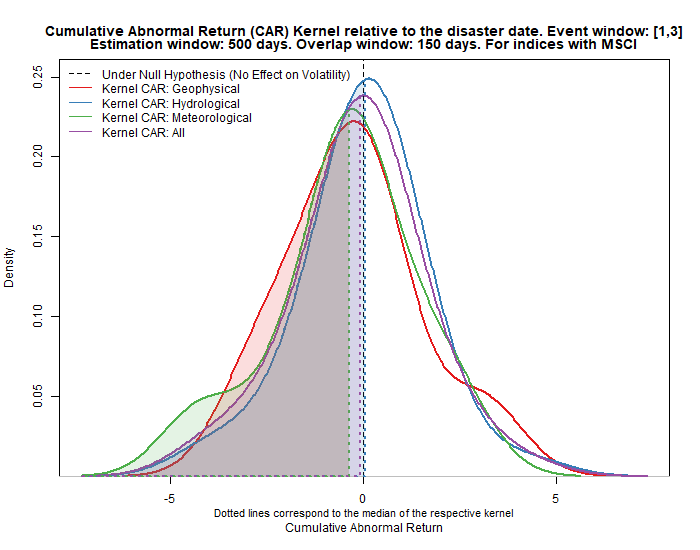 Cumulative Abnormal Return (CAR) Kernel relative to the disaster date. Event window: [1,3]
Estimation window: 500 days. Overlap window: 150 days. For indices with MSCI
Under Null Hypothesis (No Effect on Volatility)
Kernel CAR: Geophysical
Kernel CAR: Hydrological
Kernel CAR: Meteorological
Kernel CAR: All
0.25
0.20
0.15
0.10
0.05
Density
-5 0 5
Dotted lines correspond to the median of the respective kernel
Cumulative Abnormal Return